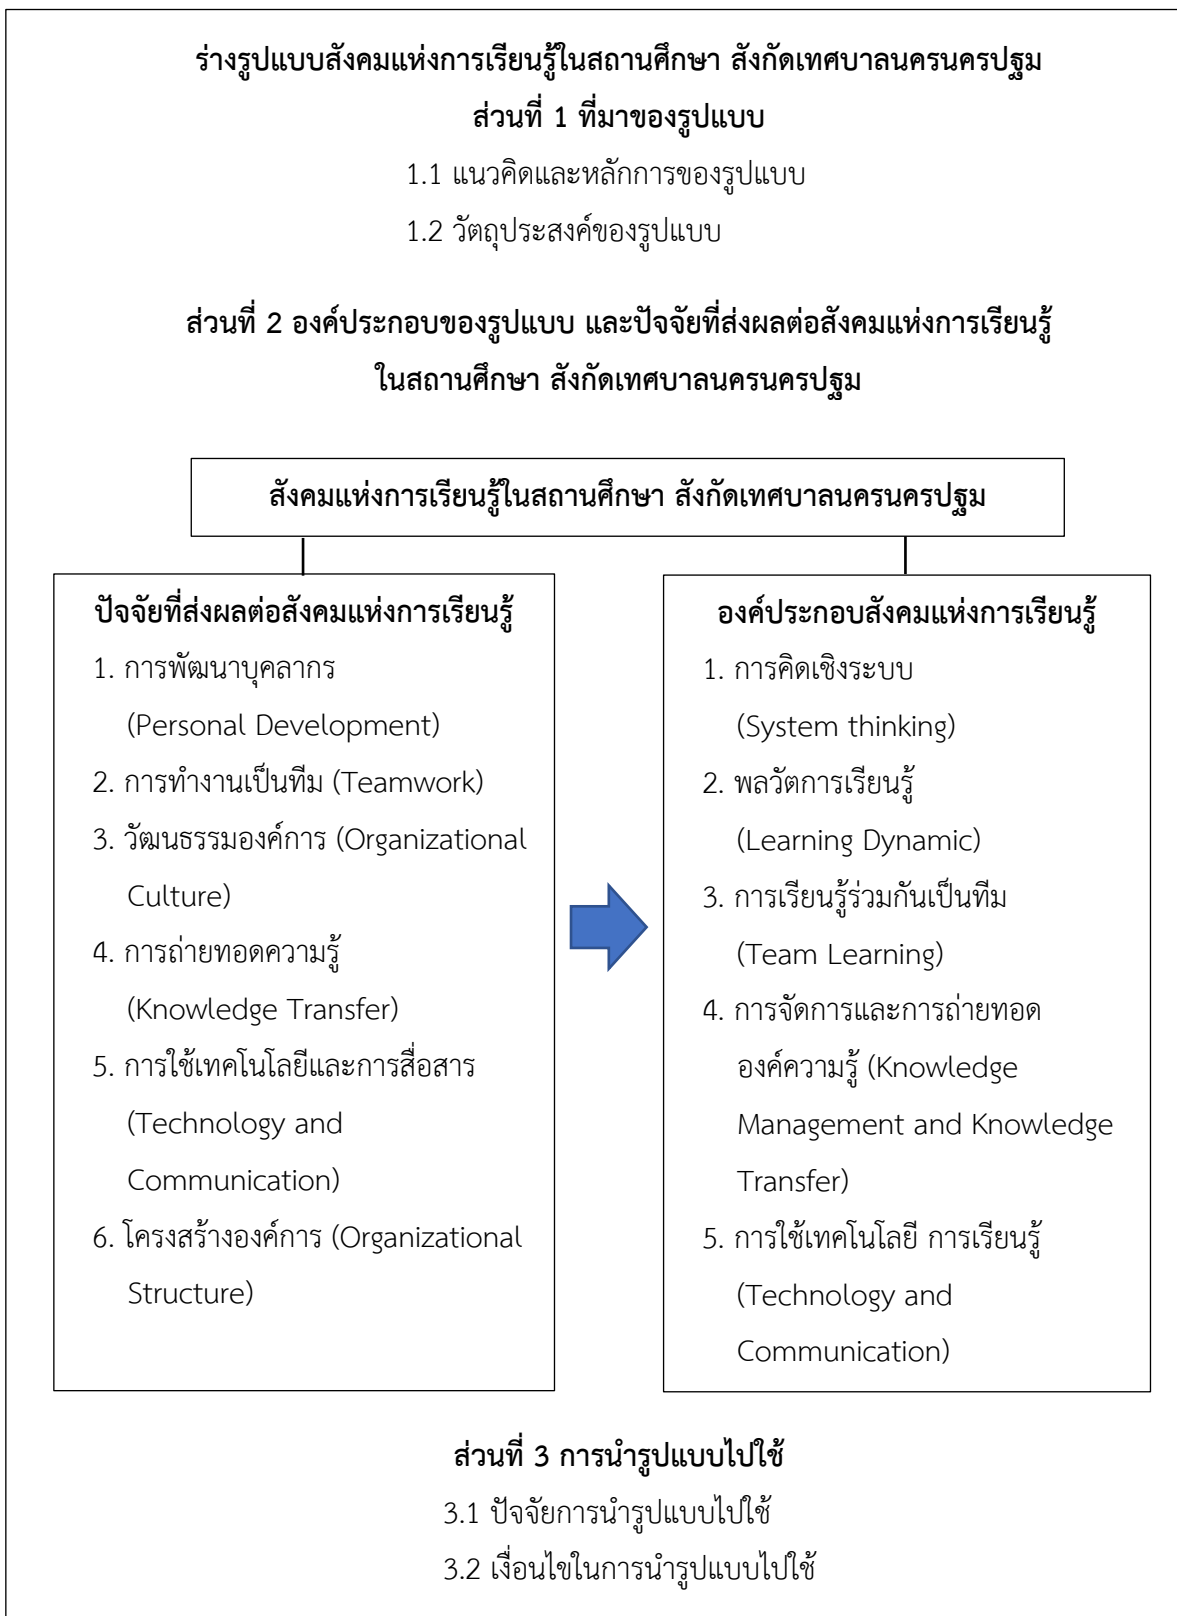 ร่างรูปแบบสังคมแห่งการเรียนรู้ในสถานศึกษา สังกัดเทศบาลนครนครปฐม
ส่วนที่ 1 ที่มาของรูปแบบ
1.1 แนวคิดและหลักการของรูปแบบ
1.2 วัตถุประสงค์ของรูปแบบ
ส่วนที่ 2 องค์ประกอบของรูปแบบ และปัจจัยที่ส่งผลต่อสังคมแห่งการเรียนรู้
ในสถานศึกษา สังกัดเทศบาลนครนครปฐม
สังคมแห่งการเรียนรู้ในสถานศึกษา สังกัดเทศบาลนครนครปฐม
ปัจจัยที่ส่งผลต่อสังคมแห่งการเรียนรู้
1. การพัฒนาบุคลากร
(Personal Development)
2. การทำงานเป็นทีม (Teamwork)
3. วัฒนธรรมองค์การ (Organizational
Culture)
4. การถ่ายทอดความรู้
(Knowledge Transfer)
5. การใช้เทคโนโลยีและการสื่อสาร
(Technology and
Communication)
6. โครงสร้างองค์การ (Organizational
Structure)
องค์ประกอบสังคมแห่งการเรียนรู้
1. การคิดเชิงระบบ
(System thinking)
2. พลวัตการเรียนรู้
(Learning Dynamic)
3. การเรียนรู้ร่วมกันเป็นทีม
(Team Learning)
4. การจัดการและการถ่ายทอด
องค์ความรู้ (Knowledge
Management and Knowledge
Transfer)
5. การใช้เทคโนโลยี การเรียนรู้
(Technology and
Communication)
ส่วนที่ 3 การนำรูปแบบไปใช้
3.1 ปัจจัยการนำรูปแบบไปใช้
3.2 เงื่อนไขในการนำรูปแบบไปใช้